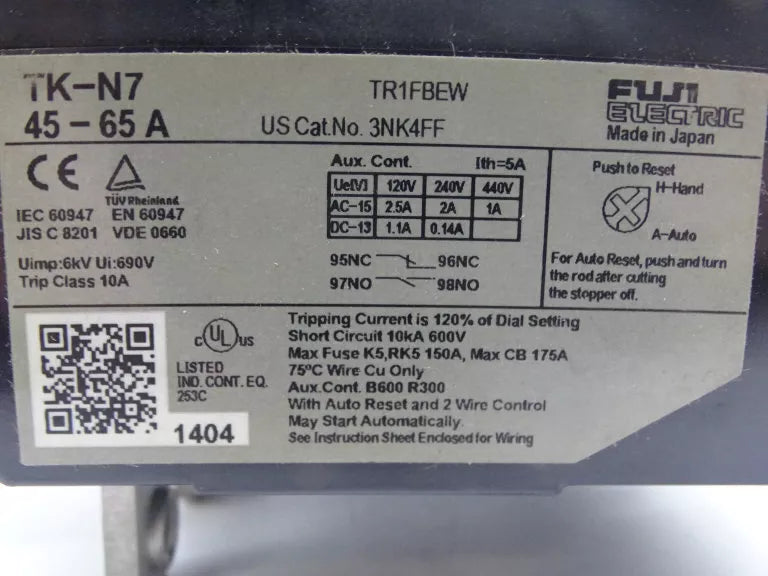 TK-N7
45-65 A
TR1FBEW
US Cat.No. 3NK4FF
FUJI
ELECTRIC
Made in Japan
CE
TÜV Rheinland
IEC 60947 EN 60947
JIS C 8201 VDE 0660
Uimp:6kV Ui:690V
Trip Class 10A
Aux. Cont. Ith=5A
Ue[V] 120V 240V 440V
AC-15 2.5A 2A 1A
DC-13 1.1A 0.14A
95NC 96NC
97NO 98NO
Push to Reset
H-Hand
A-Auto
For Auto Reset, push and turn
the rod after cutting
the stopper off.
c UL us
LISTED
IND. CONT. EQ.
253C
1404
Tripping Current is 120% of Dial Setting
Short Circuit 10kA 600V
Max Fuse K5,RK5 150A, Max CB 175A
75ºC Wire Cu Only
Aux.Cont. B600 R300
With Auto Reset and 2 Wire Control
May Start Automatically.
See Instruction Sheet Enclosed for Wiring